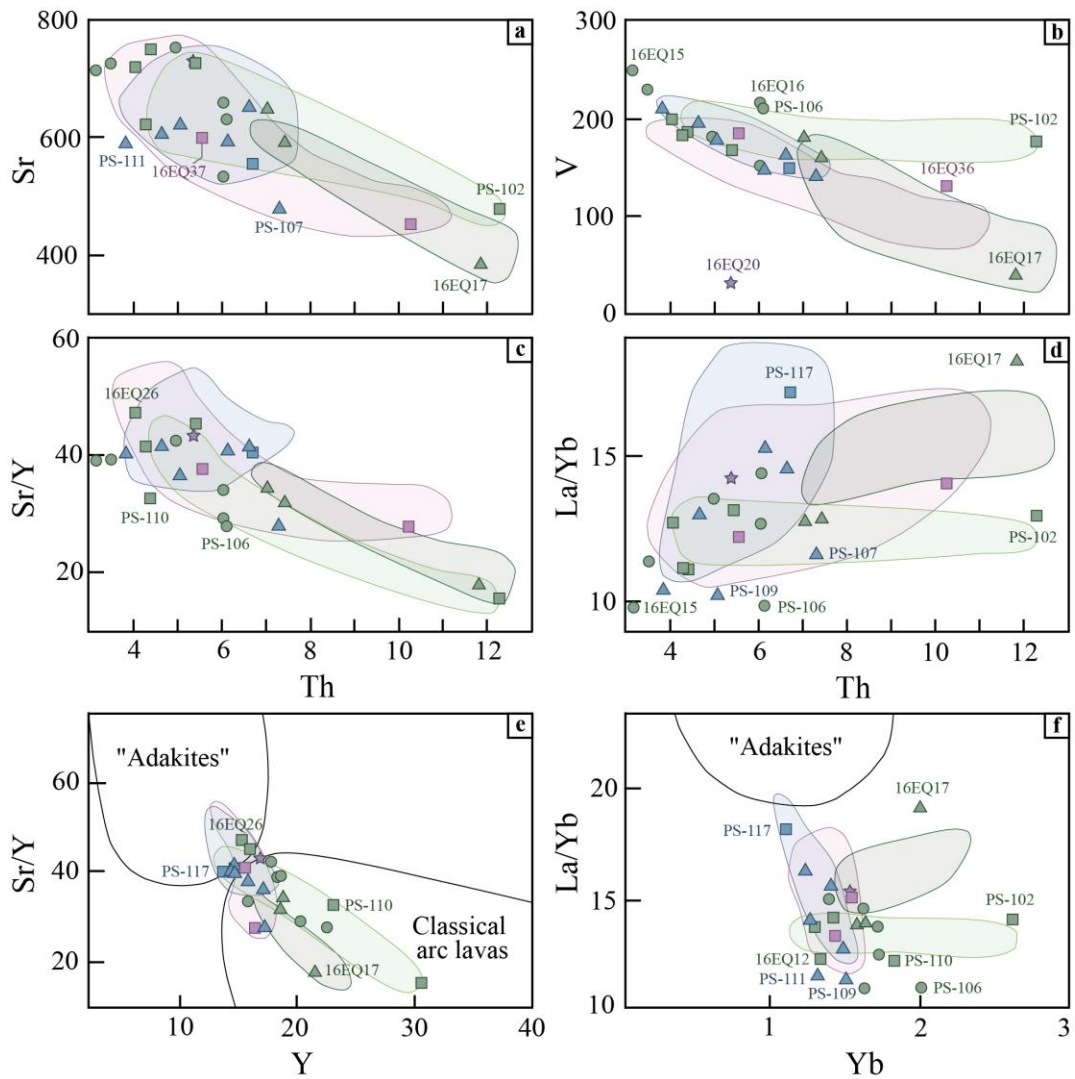 800
a
600
400
Sr
PS-111
16EQ37
PS-107
PS-102
16EQ17
300
b
200
100
0
V
16EQ15
16EQ16
PS-106
PS-102
16EQ36
16EQ20
16EQ17
60
c
40
20
Sr/Y
16EQ26
PS-110
PS-106
4
6
8
10
12
Th
d
15
10
La/Yb
16EQ17
PS-117
PS-102
PS-107
PS-109
16EQ15
PS-106
4
6
8
10
12
Th
e
60
40
20
Sr/Y
"Adakites"
16EQ26
PS-117
PS-110
Classical
arc lavas
16EQ17
10
20
30
40
Y
f
20
15
10
La/Yb
"Adakites"
16EQ17
PS-117
PS-102
16EQ12
PS-110
PS-111
PS-109
PS-106
1
2
3
Yb